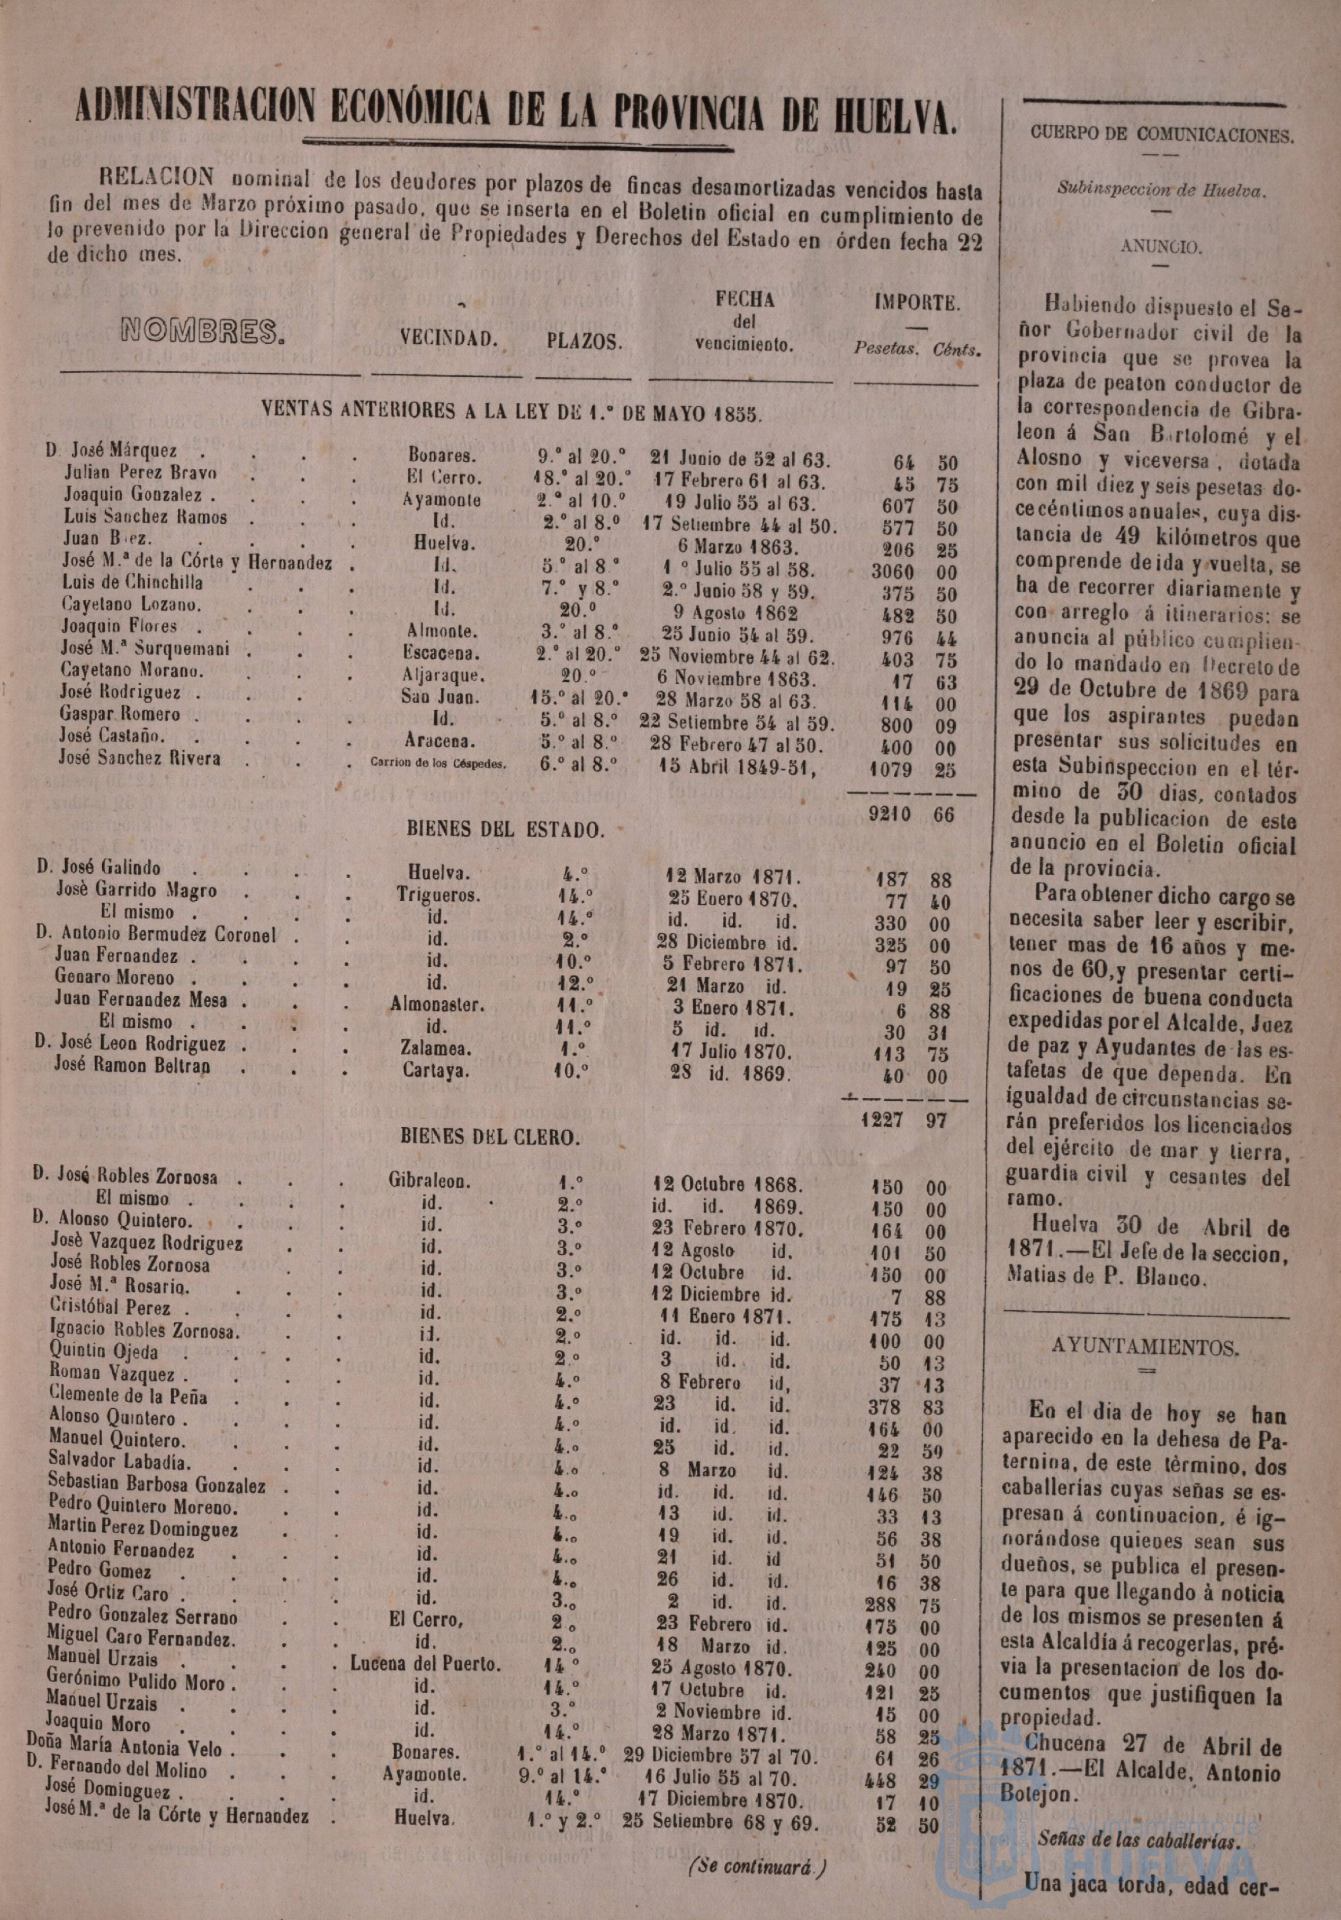 ADMINISTRACION ECONÓMICA DE LA PROVINCIA DE HUELVA.
RELACION nominal de los deudores por plazos de fincas desamortizadas vencidos hasta
fin del mes de Marzo próximo pasado, que se inserta en el Boletin oficial en cumplimiento de
lo prevenido por la Direccion general de Propiedades y Derechos del Estado en órden fecha 22
de dicho mes.
NOMBRES. VECINDAD. PLAZOS. FECHA del vencimiento. IMPORTE. Pesetas. Cénts.
VENTAS ANTERIORES A LA LEY DE 1.º DE MAYO 1855.
D. José Márquez . . . . Bonares. 9.º al 20.º 21 Junio de 52 al 63. 64 50
Julian Perez Bravo . . . El Cerro. 18.º al 20.º 17 Febrero 61 al 63. 45 75
Joaquin Gonzalez . . . . Ayamonte 2.º al 10.º 19 Julio 55 al 63. 607 50
Luis Sanchez Ramos . . . Id. 2.º al 8.º 17 Setiembre 44 al 50. 577 50
Juan B ez. . . . . Huelva. 20.º 6 Marzo 1863. 206 25
José M.ª de la Córte y Hernandez . Id. 5.º al 8.º 1.º Julio 55 al 58. 3060 00
Luis de Chinchilla . . . Id. 7.º y 8.º 2.º Junio 58 y 59. 375 50
Cayetano Lozano. . . . Id. 20.º 9 Agosto 1862 482 50
Joaquin Flores . . . . Almonte. 3.º al 8.º 25 Junio 54 al 59. 976 44
José M.ª Surquemani . . . Escacena. 2.º al 20.º 25 Noviembre 44 al 62. 403 75
Cayetano Morano. . . . Aljaraque. 20.º 6 Noviembre 1863. 17 63
José Rodriguez . . . . San Juan. 15.º al 20.º 28 Marzo 58 al 63. 114 00
Gaspar Romero . . . . Id. 5.º al 8.º 22 Setiembre 54 al 59. 800 09
José Castaño. . . . . Aracena. 5.º al 8.º 28 Febrero 47 al 50. 400 00
José Sanchez Rivera . . . Carrion de los Céspedes. 6.º al 8.º 15 Abril 1849-51, 1079 25
9210 66
BIENES DEL ESTADO.
D. José Galindo . . . . Huelva. 4.º 12 Marzo 1871. 187 88
José Garrido Magro . . . Trigueros. 14.º 25 Enero 1870. 77 40
El mismo . . . . id. 14.º id. id. id. 330 00
D. Antonio Bermudez Coronel . . id. 2.º 28 Diciembre id. 325 00
Juan Fernandez . . . . id. 10.º 5 Febrero 1871. 97 50
Genaro Moreno . . . . id. 12.º 21 Marzo id. 19 25
Juan Fernandez Mesa . . . Almonaster. 11.º 3 Enero 1871. 6 88
El mismo . . . . id. 11.º 5 id. id. 30 31
D. José Leon Rodriguez . . . Zalamea. 1.º 17 Julio 1870. 113 75
José Ramon Beltran . . . Cartaya. 10.º 28 id. 1869. 40 00
1227 97
BIENES DEL CLERO.
D. José Robles Zornosa . . . Gibraleon. 1.º 12 Octubre 1868. 150 00
El mismo . . . . id. 2.º id. id. 1869. 150 00
D. Alonso Quintero. . . . id. 3.º 23 Febrero 1870. 164 00
José Vazquez Rodriguez . . id. 3.º 12 Agosto id. 101 50
José Robles Zornosa . . id. 3.º 12 Octubre id. 150 00
José M.ª Rosario. . . . id. 3.º 12 Diciembre id. 7 88
Cristóbal Perez . . . . id. 2.º 11 Enero 1871. 175 13
Ignacio Robles Zornosa. . . id. 2.º id. id. id. 100 00
Quintin Ojeda . . . . id. 2.º 3 id. id. 50 13
Roman Vazquez . . . . id. 4.º 8 Febrero id, 37 13
Clemente de la Peña . . . id. 4.º 23 id. id. 378 83
Alonso Quintero . . . . id. 4.º id. id. id. 164 00
Manuel Quintero. . . . id. 4.º 25 id. id. 22 59
Salvador Labadía. . . . id. 4.º 8 Marzo id. 124 38
Sebastian Barbosa Gonzalez . . id. 4.º id. id. id. 146 50
Pedro Quintero Moreno. . . id. 4.º 13 id. id. 33 13
Martin Perez Dominguez . . id. 4.º 19 id. id. 56 38
Antonio Fernandez . . . id. 4.º 21 id. id 51 50
Pedro Gomez . . . . id. 4.º 26 id. id. 16 38
José Ortiz Caro . . . . id. 3.º 2 id. id. 288 75
Pedro Gonzalez Serrano . . El Cerro, 2.º 23 Febrero id. 175 00
Miguel Caro Fernandez. . . id. 2.º 18 Marzo id. 125 00
Manuel Urzais . . . . Lucena del Puerto. 14.º 25 Agosto 1870. 240 00
Gerónimo Pulido Moro . . . id. 14.º 17 Octubre id. 121 25
Manuel Urzais . . . . id. 3.º 2 Noviembre id. 15 00
Joaquin Moro . . . . id. 14.º 28 Marzo 1871. 58 25
Doña María Antonia Velo . . . Bonares. 1.º al 14.º 29 Diciembre 57 al 70. 61 26
D. Fernando del Molino . . . Ayamonte. 9.º al 14.º 16 Julio 55 al 70. 448 29
José Dominguez . . . . id. 14.º 17 Diciembre 1870. 17 10
José M.ª de la Córte y Hernandez . Huelva. 1.º y 2.º 25 Setiembre 68 y 69. 52 50
(Se continuará.)
CUERPO DE COMUNICACIONES.
Subinspeccion de Huelva.
ANUNCIO.
Habiendo dispuesto el Se-
ñor Gobernador civil de la
provincia que se provea la
plaza de peaton conductor de
la correspondencia de Gibra-
leon á San Bartolomé y el
Alosno y viceversa, dotada
con mil diez y seis pesetas do-
ce céntimos anuales, cuya dis-
tancia de 49 kilómetros que
comprende de ida y vuelta, se
ha de recorrer diariamente y
con arreglo á itinerarios: se
anuncia al público cumplien-
do lo mandado en Decreto de
29 de Octubre de 1869 para
que los aspirantes puedan
presentar sus solicitudes en
esta Subinspeccion en el tér-
mino de 30 dias, contados
desde la publicacion de este
anuncio en el Boletin oficial
de la provincia.
Para obtener dicho cargo se
necesita saber leer y escribir,
tener mas de 16 años y me-
nos de 60, y presentar certi-
ficaciones de buena conducta
expedidas por el Alcalde, Juez
de paz y Ayudantes de las es-
tafetas de que dependa. En
igualdad de circunstancias se-
rán preferidos los licenciados
del ejército de mar y tierra,
guardia civil y cesantes del
ramo.
Huelva 30 de Abril de
1871.—El Jefe de la seccion,
Matias de P. Blanco.
AYUNTAMIENTOS.
En el dia de hoy se han
aparecido en la dehesa de Pa-
ternina, de este término, dos
caballerías cuyas señas se es-
presan á continuacion, é ig-
norándose quienes sean sus
dueños, se publica el presen-
te para que llegando à noticia
de los mismos se presenten á
esta Alcaldía á recogerlas, pré-
via la presentacion de los do-
cumentos que justifiquen la
propiedad.
Chucena 27 de Abril de
1871.—El Alcalde, Antonio
Botejon.
Señas de las caballerías.
Una jaca torda, edad cer-
Ayuntamiento de
HUELVA